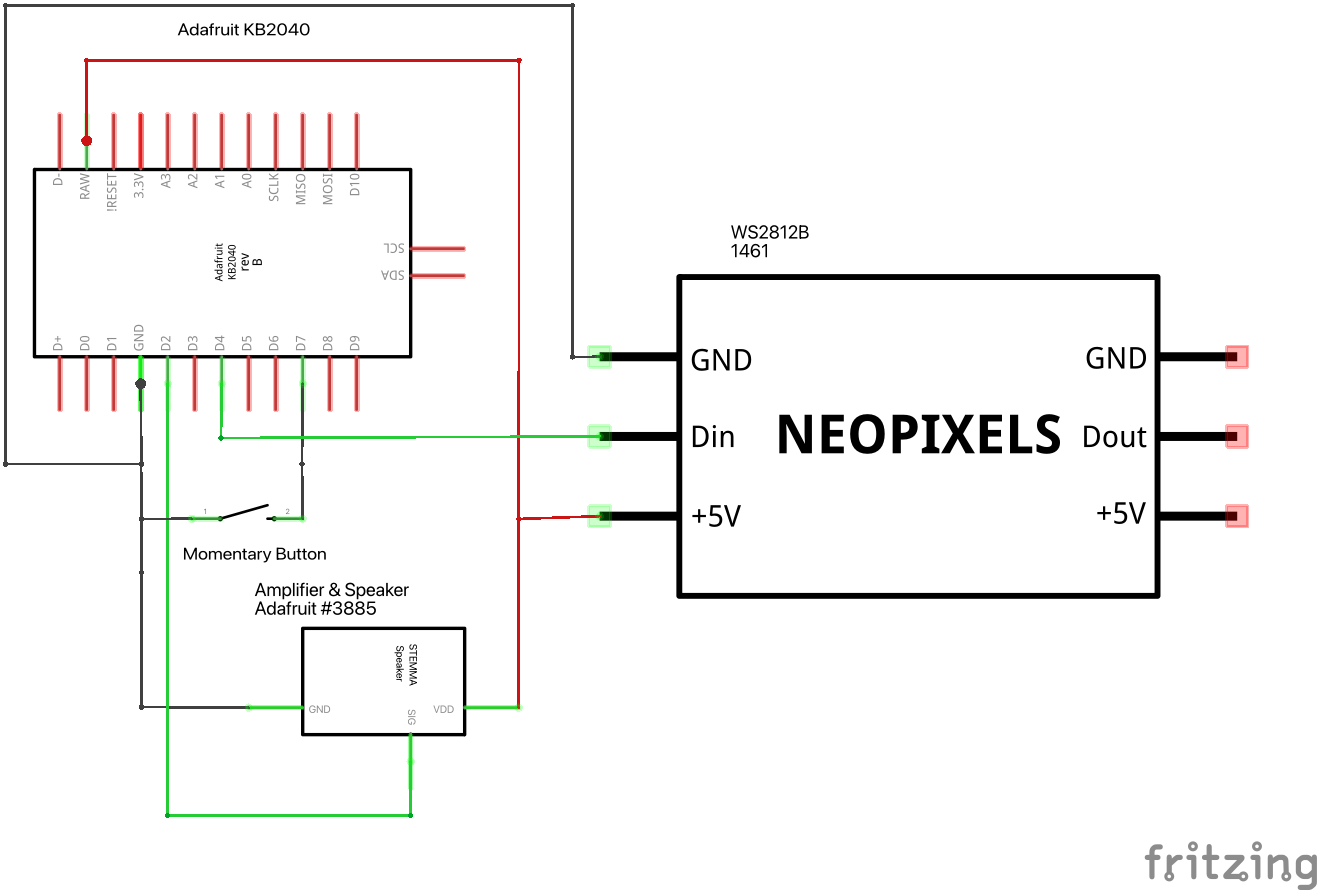 Adafruit KB2040
D-
RAW
!RESET
3.3V
A3
A2
A1
A0
SCLK
MISO
MOSI
D10
SCL
SDA
Adafruit
KB2040
rev
B
D+
D0
D1
GND
D2
D3
D4
D5
D6
D7
D8
D9
WS2812B
1461
GND
Din
+5V
NEOPIXELS
GND
Dout
+5V
1
2
Momentary Button
Amplifier & Speaker
Adafruit #3885
STEMMA
Speaker
GND
SIG
VDD
fritzing